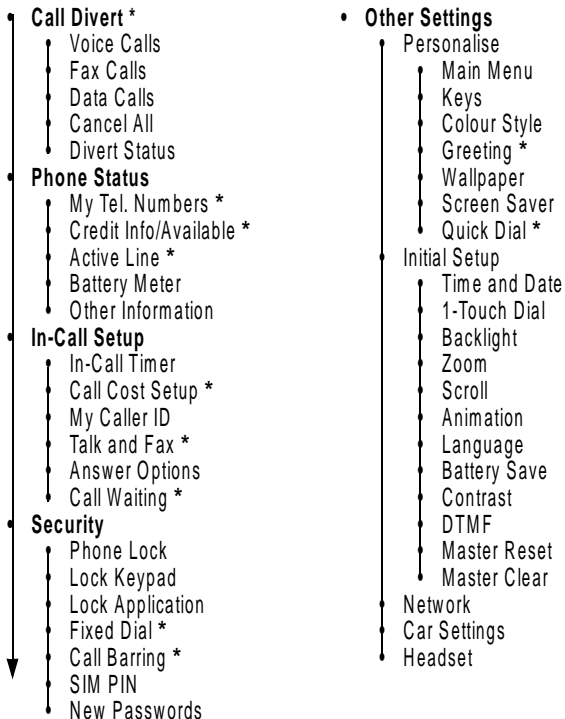 • Call Divert *
• Voice Calls
• Fax Calls
• Data Calls
• Cancel All
• Divert Status
• Phone Status
• My Tel. Numbers *
• Credit Info/Available *
• Active Line *
• Battery Meter
• Other Information
• In-Call Setup
• In-Call Timer
• Call Cost Setup *
• My Caller ID
• Talk and Fax *
• Answer Options
• Call Waiting *
• Security
• Phone Lock
• Lock Keypad
• Lock Application
• Fixed Dial *
• Call Barring *
• SIM PIN
• New Passwords
• Other Settings
• Personalise
• Main Menu
• Keys
• Colour Style
• Greeting *
• Wallpaper
• Screen Saver
• Quick Dial *
• Initial Setup
• Time and Date
• 1-Touch Dial
• Backlight
• Zoom
• Scroll
• Animation
• Language
• Battery Save
• Contrast
• DTMF
• Master Reset
• Master Clear
• Network
• Car Settings
• Headset